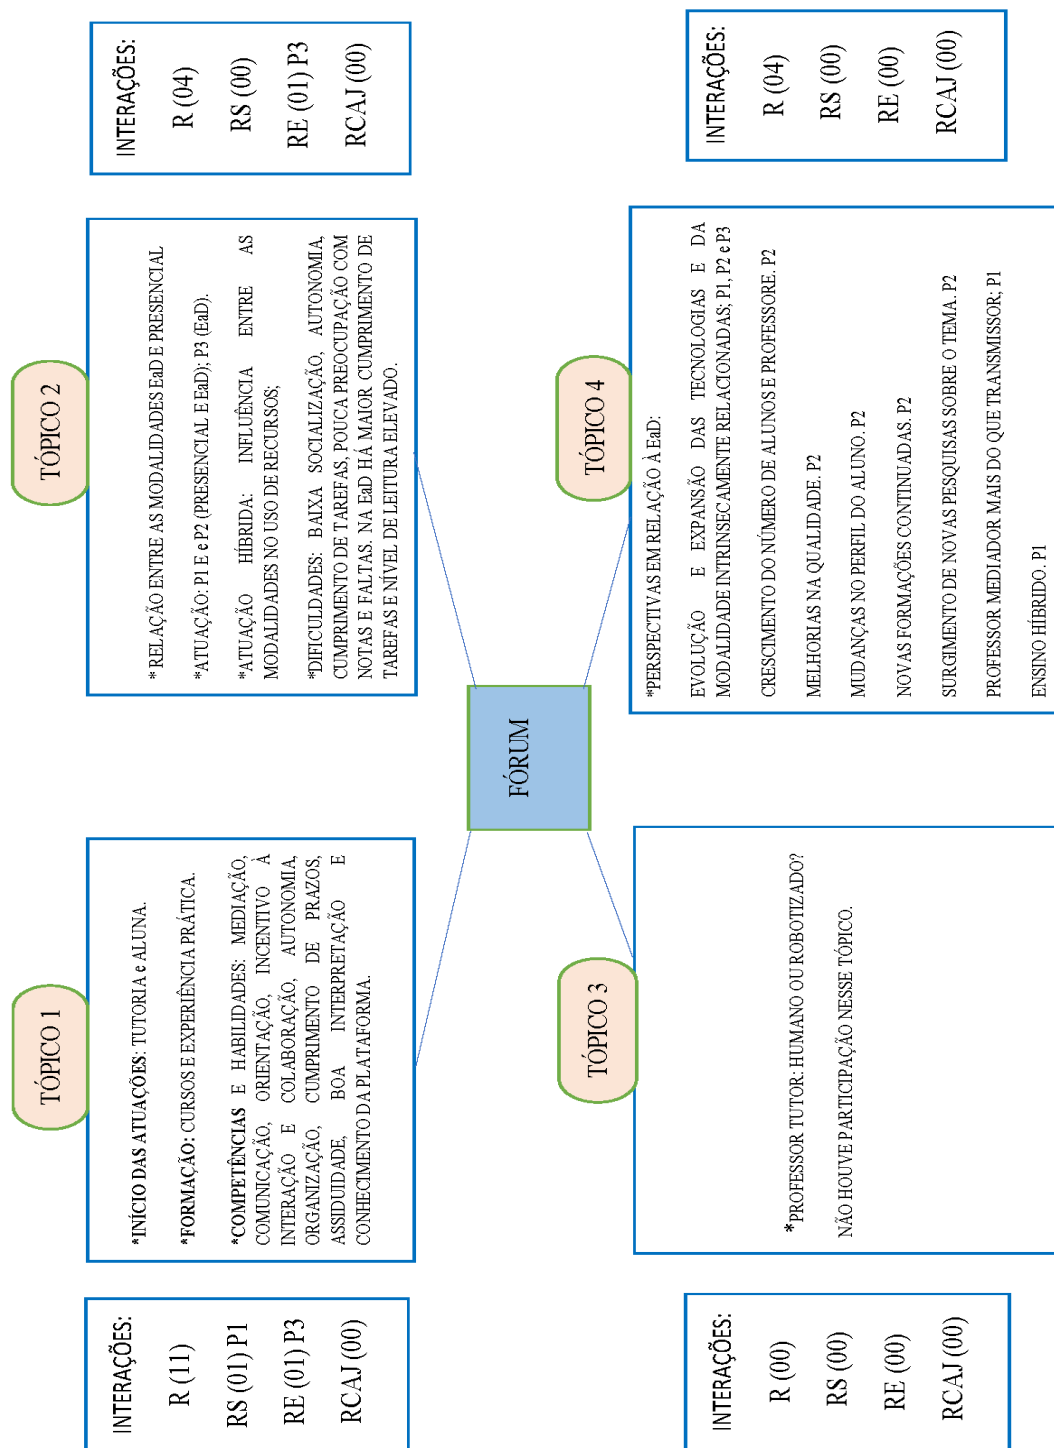 TÓPICO 1
INTERAÇÕES:
R (11)
RS (01) P1
RE (01) P3
RCAJ (00)
*INÍCIO DAS ATUAÇÕES: TUTORIA e ALUNA.
*FORMAÇÃO: CURSOS E EXPERIÊNCIA PRÁTICA.
*COMPETÊNCIAS E HABILIDADES: MEDIAÇÃO,
COMUNICAÇÃO, ORIENTAÇÃO, INCENTIVO À
INTERAÇÃO E COLABORAÇÃO, AUTONOMIA,
ORGANIZAÇÃO, CUMPRIMENTO DE PRAZOS,
ASSIDUIDADE, BOA INTERPRETAÇÃO E
CONHECIMENTO DA PLATAFORMA.
TÓPICO 2
*RELAÇÃO ENTRE AS MODALIDADES EaD E PRESENCIAL
*ATUAÇÃO: P1 E e P2 (PRESENCIAL E EaD); P3 (EaD).
*ATUAÇÃO HÍBRIDA: INFLUÊNCIA ENTRE AS
MODALIDADES NO USO DE RECURSOS;
*DIFICULDADES: BAIXA SOCIALIZAÇÃO, AUTONOMIA,
CUMPRIMENTO DE TAREFAS, POUCA PREOCUPAÇÃO COM
NOTAS E FALTAS. NA EaD HÁ MAIOR CUMPRIMENTO DE
TAREFAS E NÍVEL DE LEITURA ELEVADO.
INTERAÇÕES:
R (04)
RS (00)
RE (01) P3
RCAJ (00)
FÓRUM
TÓPICO 3
INTERAÇÕES:
R (00)
RS (00)
RE (00)
RCAJ (00)
*PROFESSOR TUTOR: HUMANO OU ROBOTIZADO?
NÃO HOUVE PARTICIPAÇÃO NESSE TÓPICO.
TÓPICO 4
*PERSPECTIVAS EM RELAÇÃO À EaD:
EVOLUÇÃO E EXPANSÃO DAS TECNOLOGIAS E DA
MODALIDADE INTRINSECAMENTE RELACIONADAS; P1, P2 e P3
CRESCIMENTO DO NÚMERO DE ALUNOS E PROFESSORE. P2
MELHORIAS NA QUALIDADE. P2
MUDANÇAS NO PERFIL DO ALUNO. P2
NOVAS FORMAÇÕES CONTINUADAS. P2
SURGIMENTO DE NOVAS PESQUISAS SOBRE O TEMA. P2
PROFESSOR MEDIADOR MAIS DO QUE TRANSMISSOR; P1
ENSINO HÍBRIDO. P1
INTERAÇÕES:
R (04)
RS (00)
RE (00)
RCAJ (00)